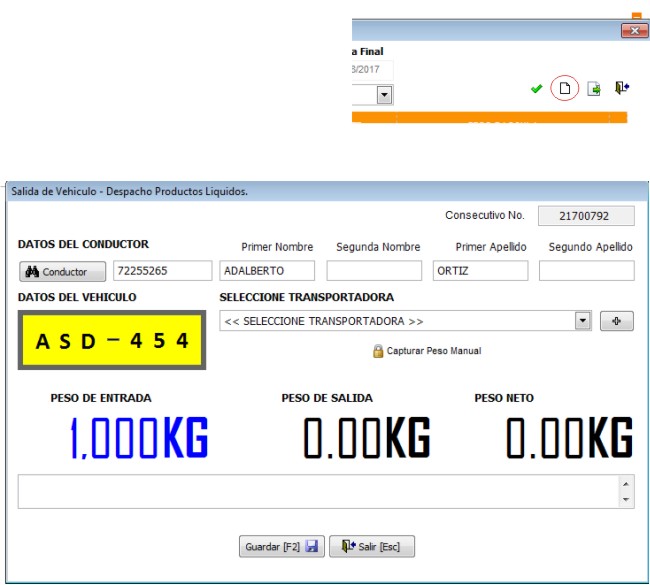 a Final
8/2017
Salida de Vehiculo - Despacho Productos Liquidos.
Consecutivo No. 21700792
DATOS DEL CONDUCTOR Primer Nombre Segunda Nombre Primer Apellido Segundo Apellido
Conductor 72255265 ADALBERTO ORTIZ
DATOS DEL VEHICULO SELECCIONE TRANSPORTADORA
<< SELECCIONE TRANSPORTADORA >>
ASD-454
Capturar Peso Manual
PESO DE ENTRADA PESO DE SALIDA PESO NETO
1,000KG 0.00KG 0.00KG
Guardar [F2] Salir [Esc]